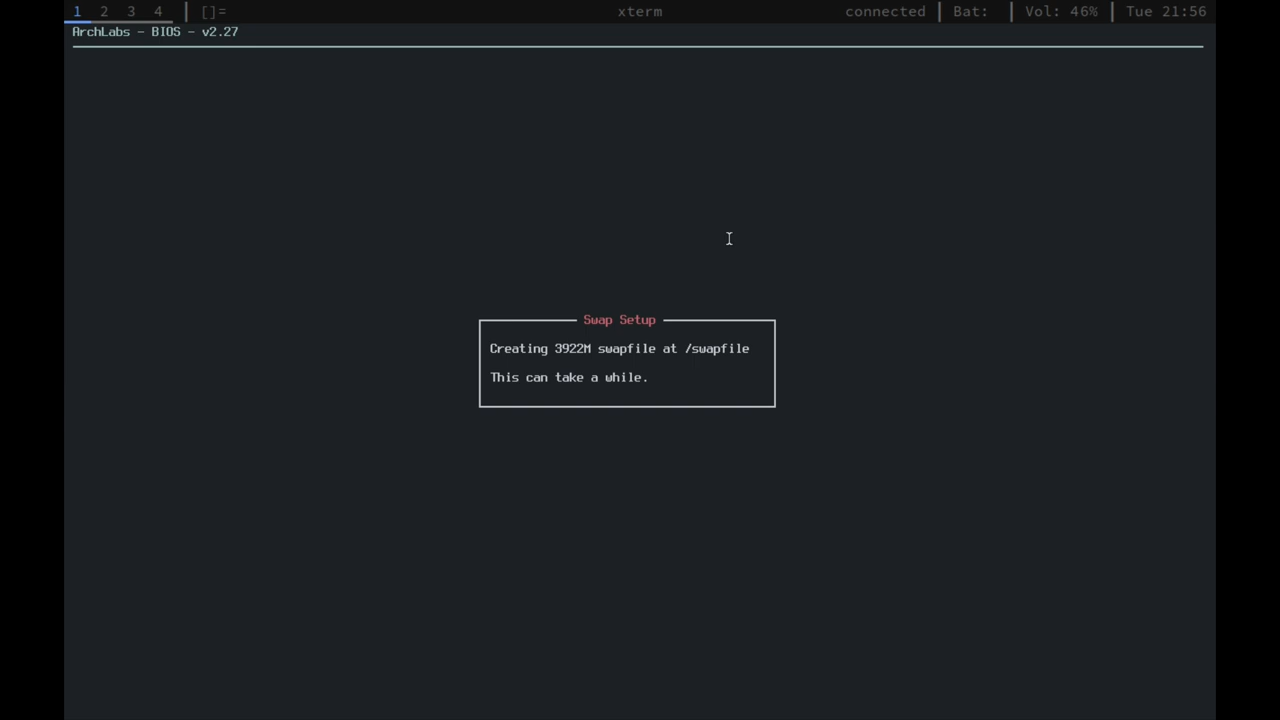 1 2 3 4 []= xterm connected Bat: Vol: 46% Tue 21:56
ArchLabs - BIOS - v2.27
Swap Setup
Creating 3922M swapfile at /swapfile
This can take a while.